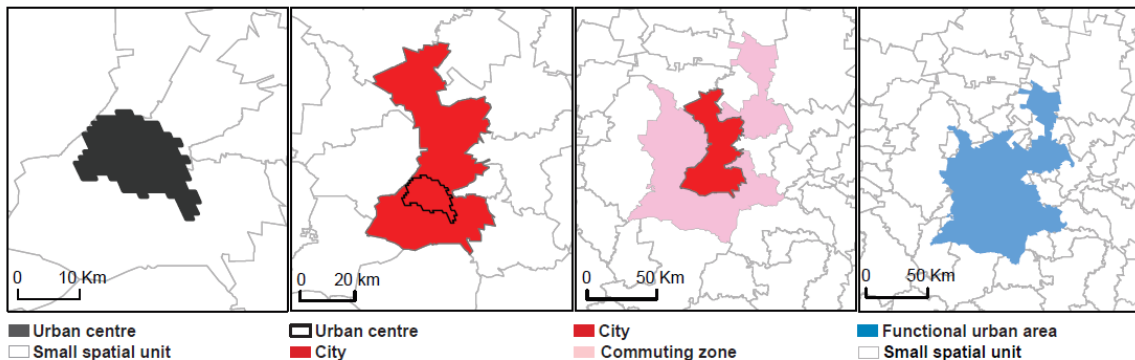 0 10 Km
0 20 Km
0 50 Km
0 50 Km
Urban centre
Small spatial unit
Urban centre
City
City
Commuting zone
Functional urban area
Small spatial unit